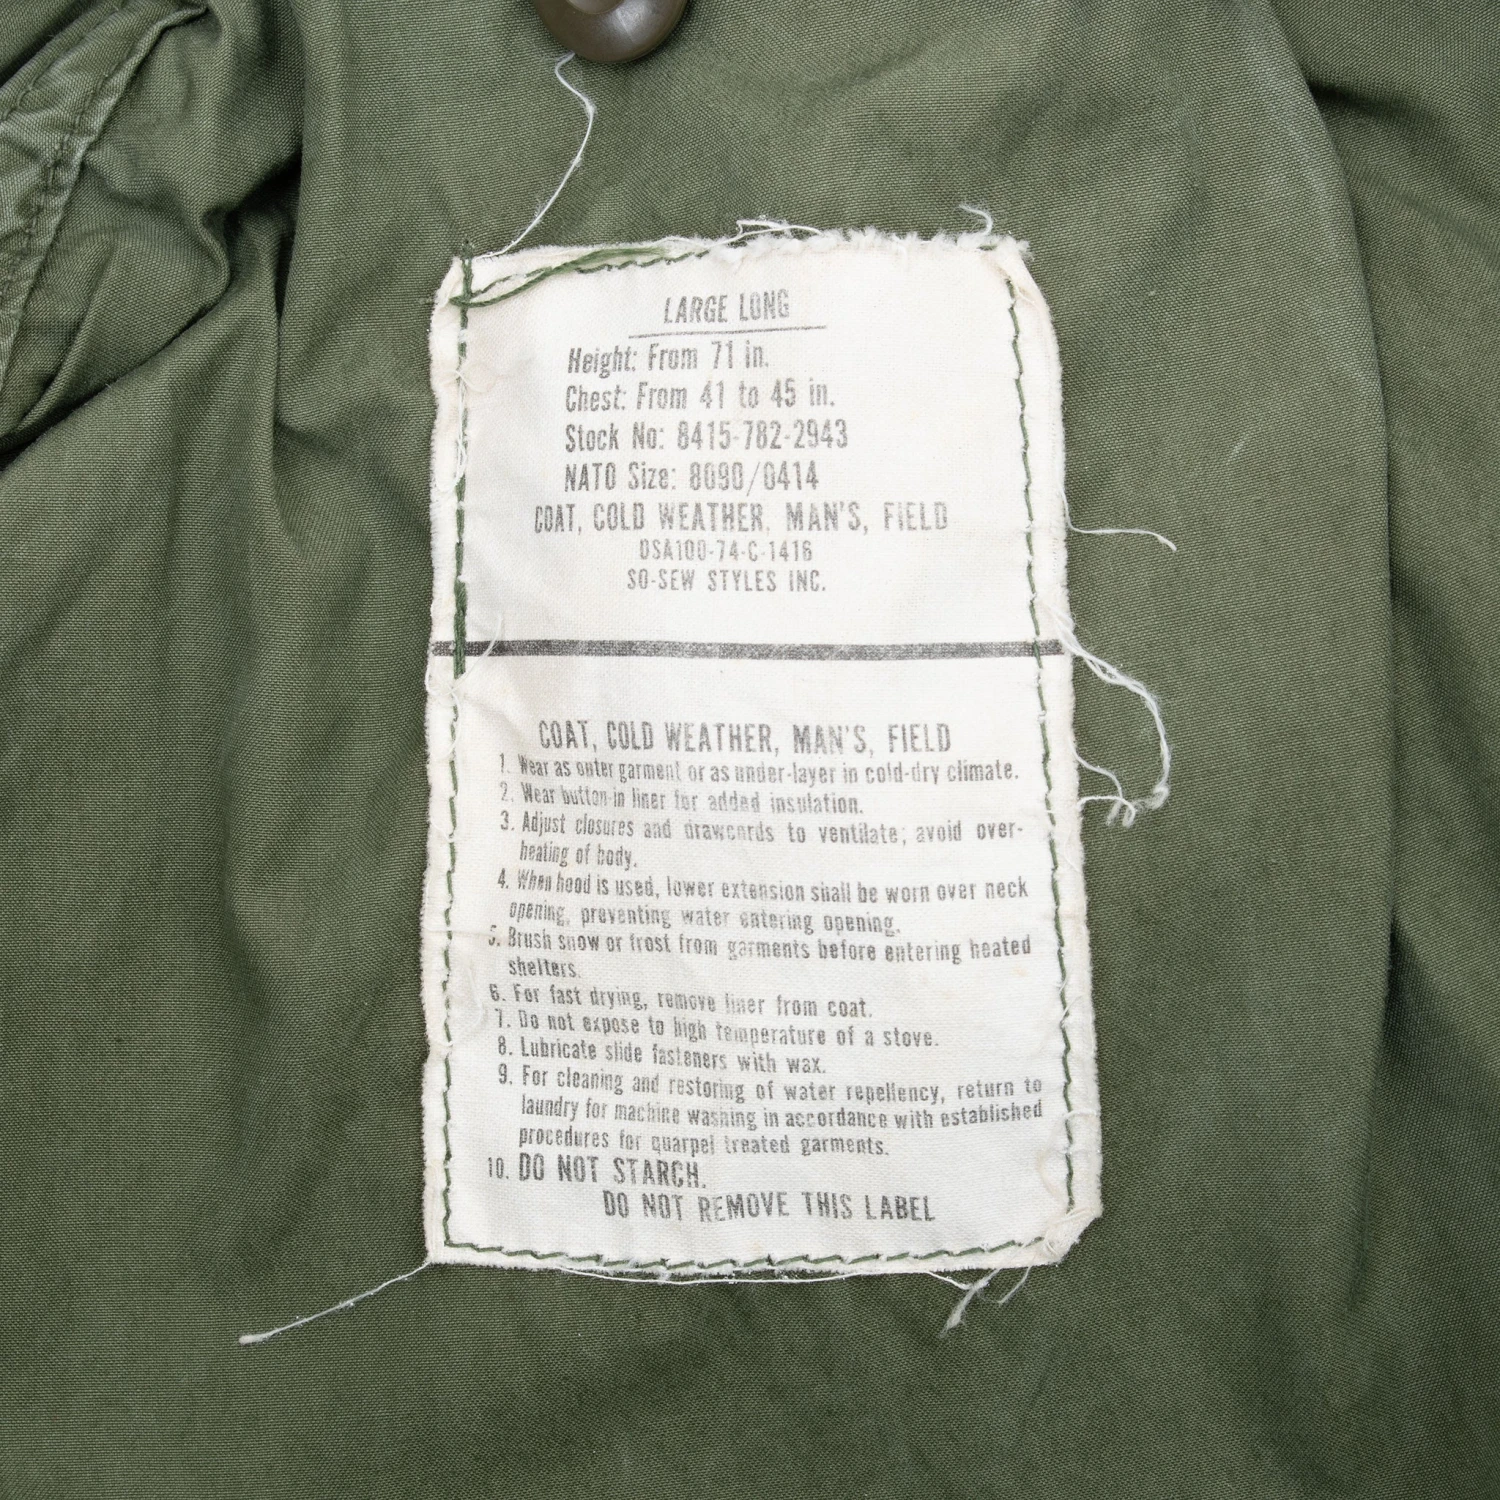 LARGE LONG
Height: From 71 in.
Chest: From 41 to 45 in.
Stock No: 8415-782-2943
NATO Size: 8090/0414
COAT, COLD WEATHER, MAN'S, FIELD
DSA100-74-C-1416
SO-SEW STYLES INC.
COAT, COLD WEATHER, MAN'S, FIELD
1. Wear as outer garment or as under-layer in cold-dry climate.
2. Wear button-in liner for added insulation.
3. Adjust closures and drawcords to ventilate; avoid over-
heating of body.
4. When hood is used, lower extension shall be worn over neck
opening, preventing water entering opening.
5. Brush snow or frost from garments before entering heated
shelters.
6. For fast drying, remove liner from coat.
7. Do not expose to high temperature of a stove.
8. Lubricate slide fasteners with wax.
9. For cleaning and restoring of water repellency, return to
laundry for machine washing in accordance with established
procedures for quarpel treated garments.
10. DO NOT STARCH.
DO NOT REMOVE THIS LABEL